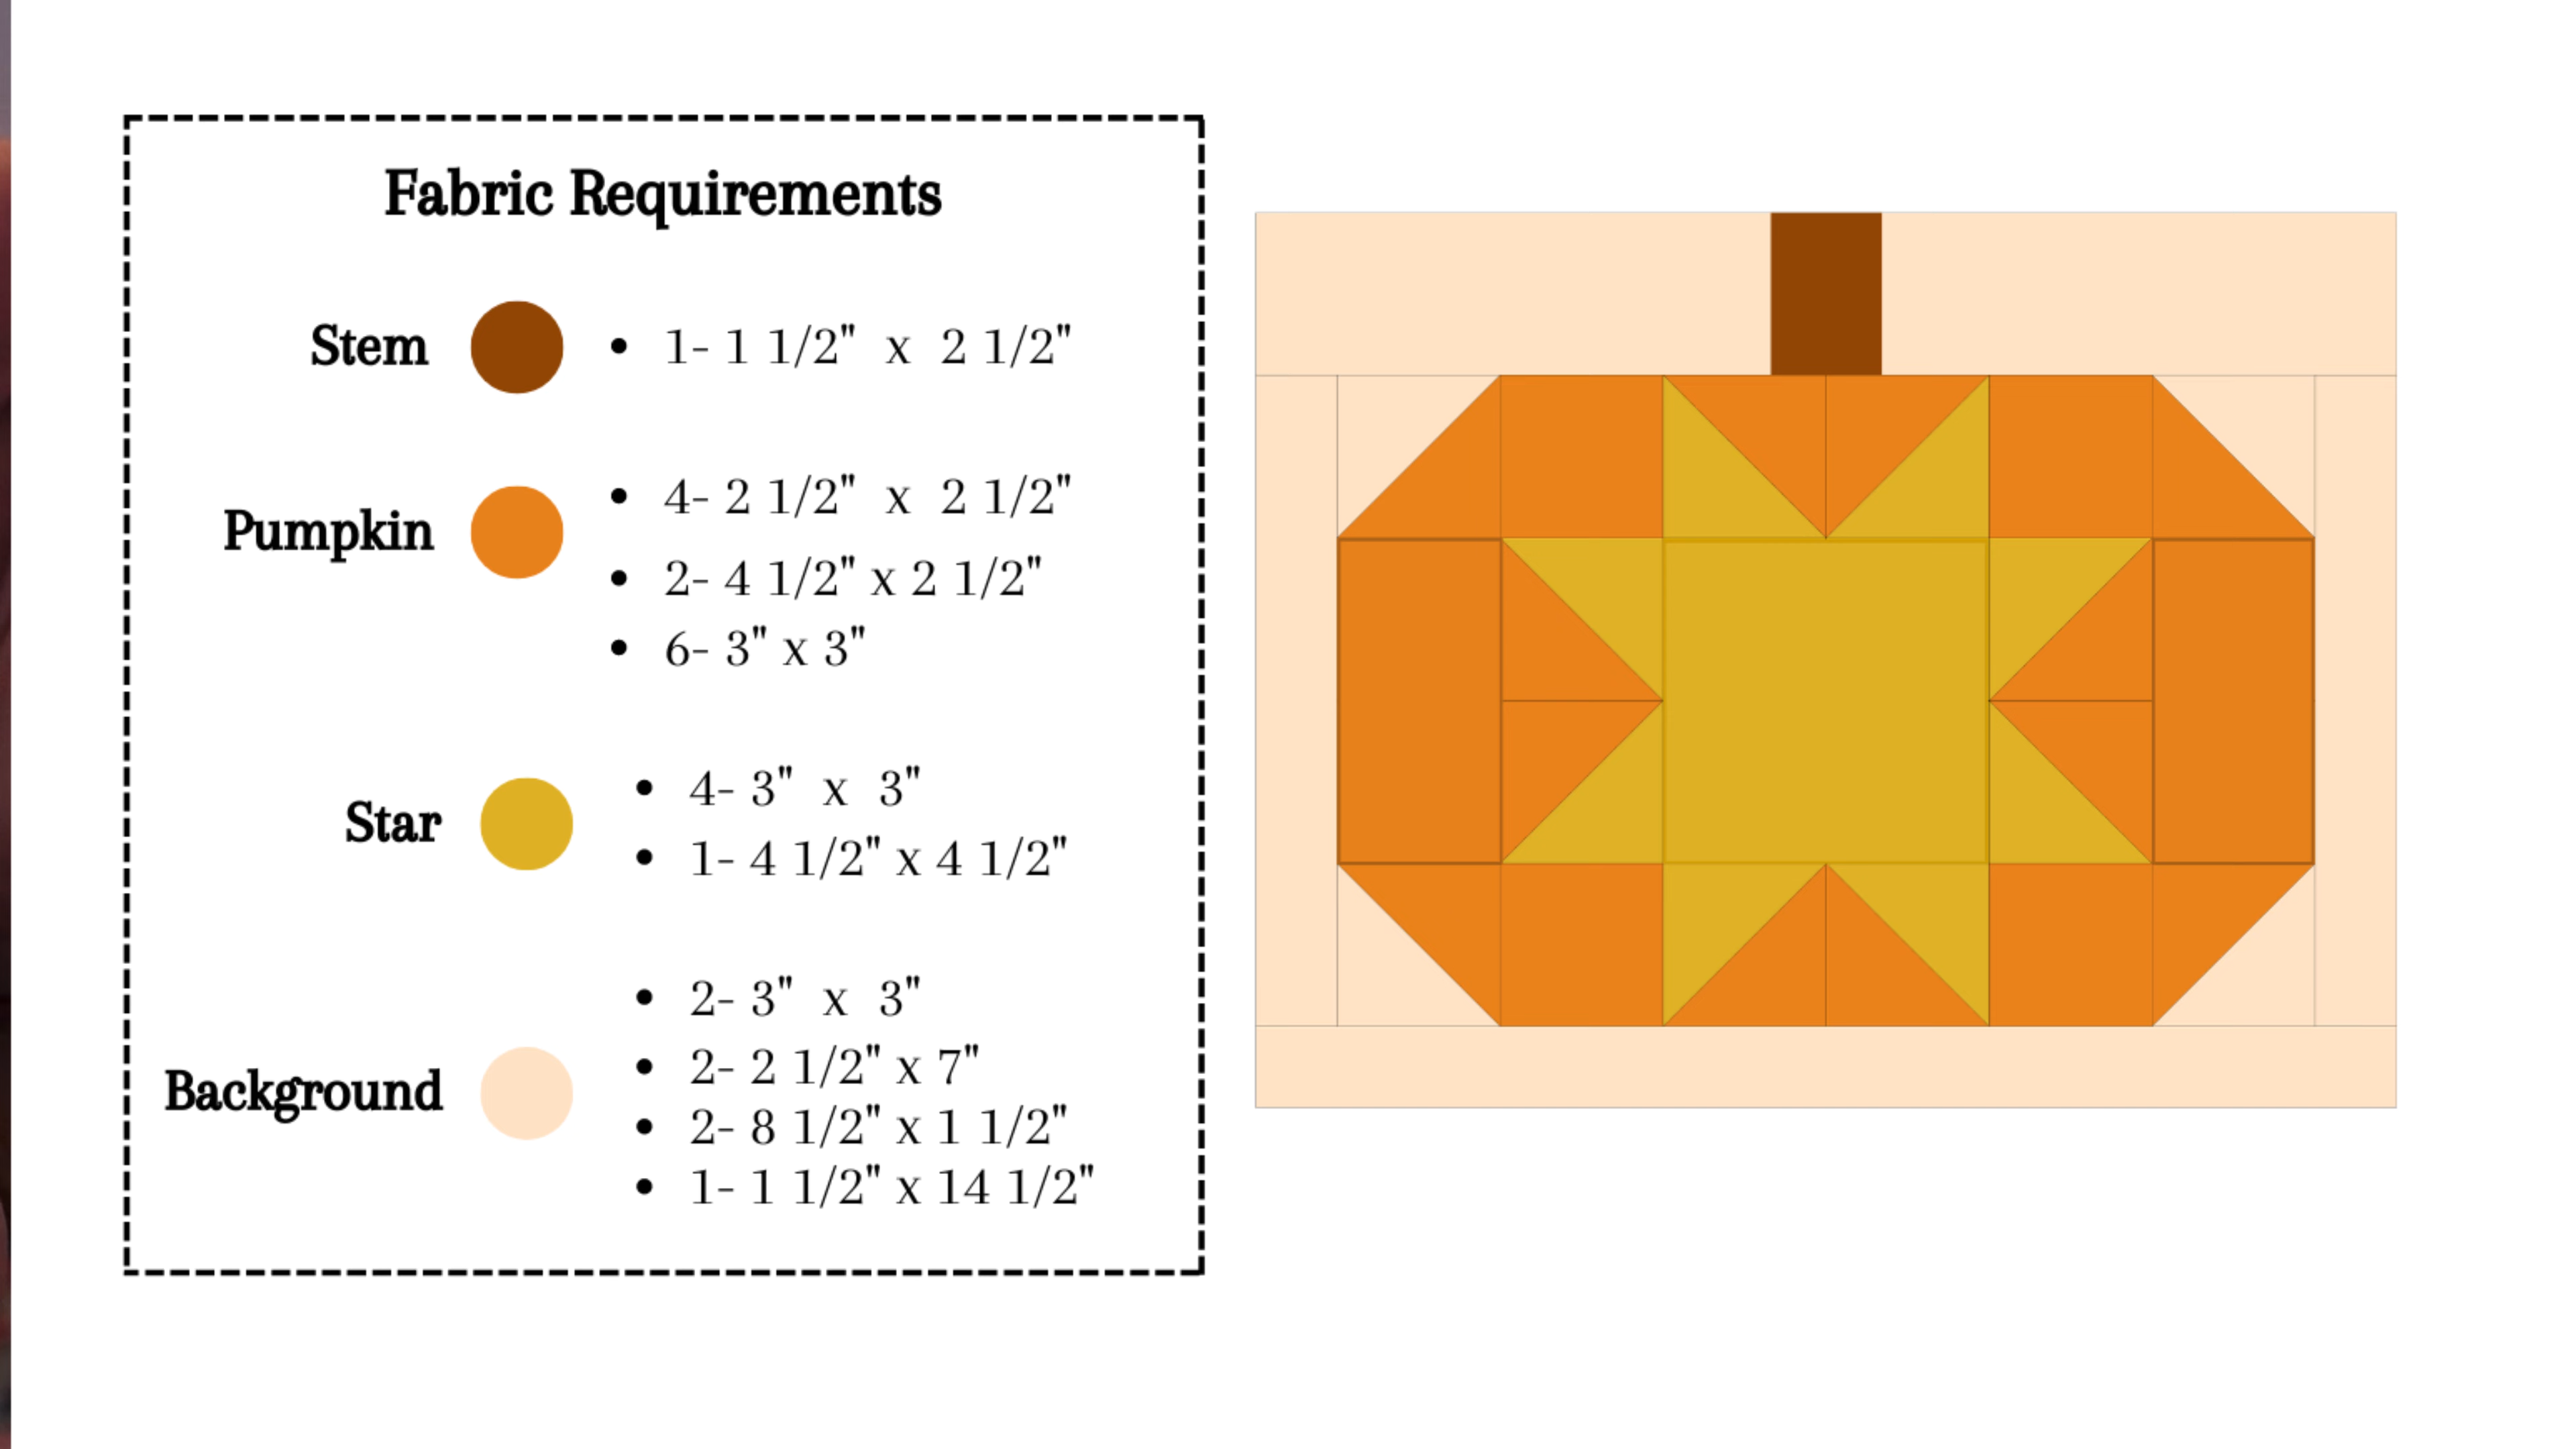 Fabric Requirements
Stem • 1- 1 1/2" x 2 1/2"
Pumpkin • 4- 2 1/2" x 2 1/2"
• 2- 4 1/2" x 2 1/2"
• 6- 3" x 3"
Star • 4- 3" x 3"
• 1- 4 1/2" x 4 1/2"
Background • 2- 3" x 3"
• 2- 2 1/2" x 7"
• 2- 8 1/2" x 1 1/2"
• 1- 1 1/2" x 14 1/2"